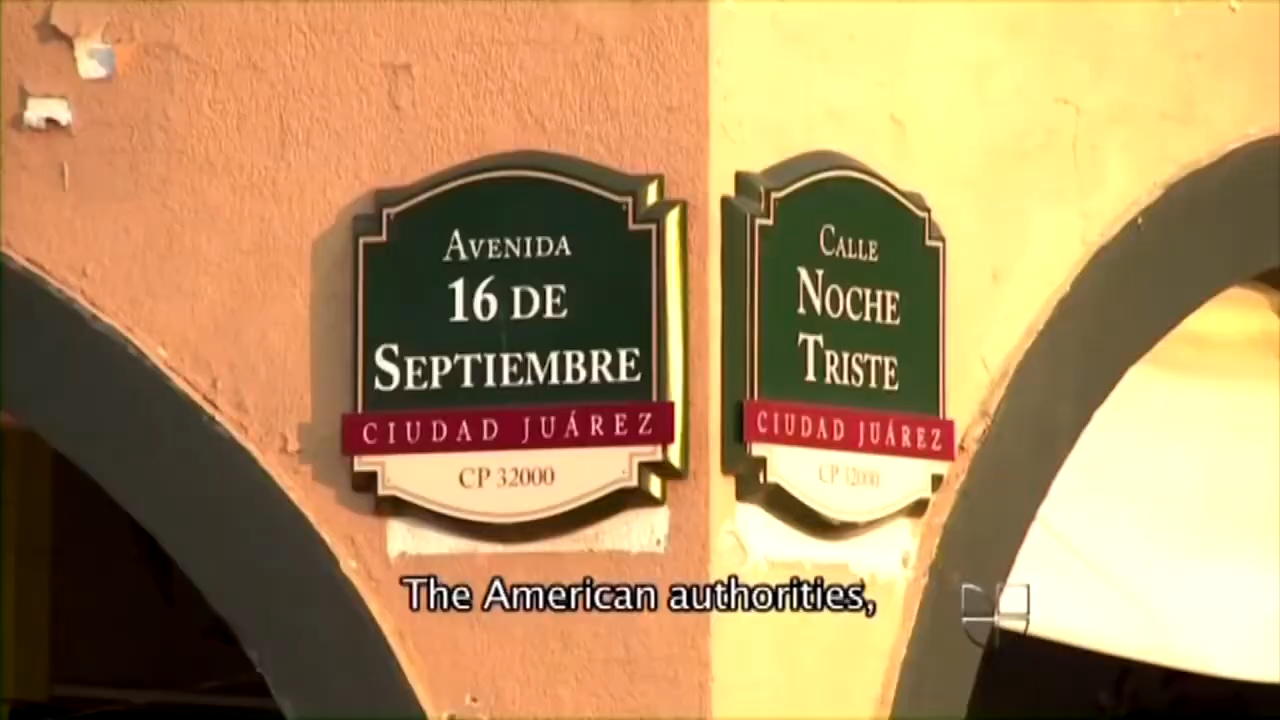 AVENIDA
16 DE
SEPTIEMBRE
CIUDAD JUÁREZ
CP 32000
CALLE
NOCHE
TRISTE
CIUDAD JUÁREZ
CP 32000
The American authorities,